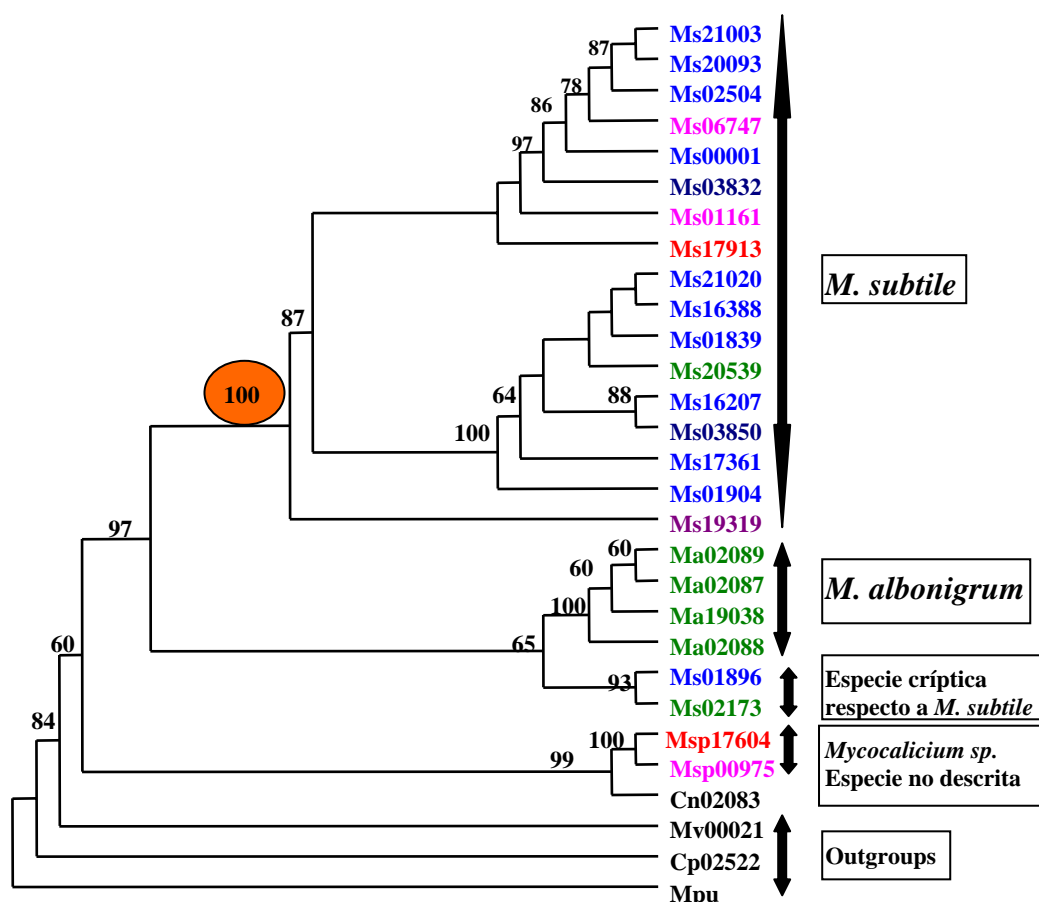 Ms21003
87
Ms20093
78
Ms02504
86
Ms06747
97
Ms00001
Ms03832
Ms01161
Ms17913
Ms21020
M. subtile
87
Ms16388
Ms01839
Ms20539
100
64
88
Ms16207
Ms03850
100
Ms17361
Ms01904
Ms19319
97
60
Ma02089
60
Ma02087
M. albonigrum
100
Ma19038
60
65
Ma02088
93
Ms01896
Especie críptica
Ms02173
respecto a M. subtile
84
100
Msp17604
Mycocalicium sp.
99
Msp00975
Especie no descrita
Cn02083
Mv00021
Cp02522
Outgroups
Mpu